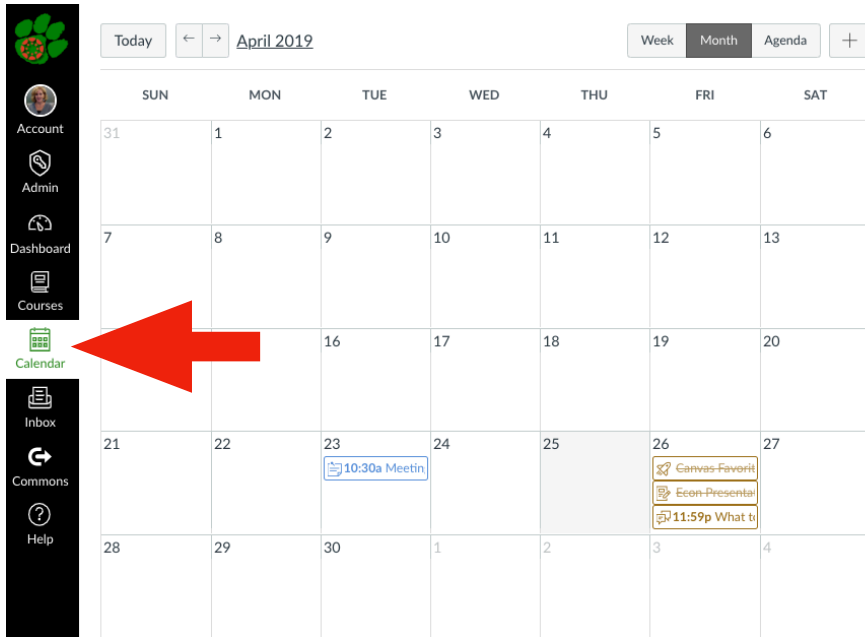 Today ← → April 2019 Week Month Agenda +
SUN MON TUE WED THU FRI SAT
Account
Admin
Dashboard
Courses
Calendar
Inbox
Commons
Help
31 1 2 3 4 5 6
7 8 9 10 11 12 13
16 17 18 19 20
21 22 23 24 25 26 27
10:30a Meetin
Canvas Favorit
Econ Presenta
11:59p What t
28 29 30 1 2 3 4